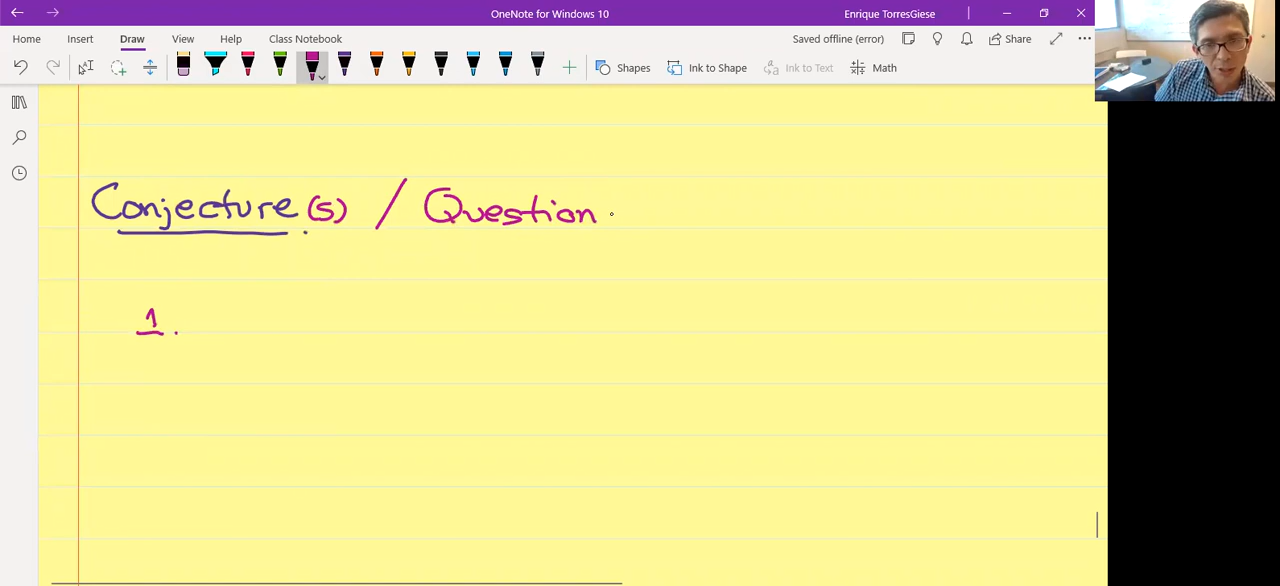 OneNote for Windows 10
Enrique TorresGiese
Home Insert Draw View Help Class Notebook
Saved offline (error) Share
Shapes Ink to Shape Ink to Text Math
Conjecture(s) / Question
1.